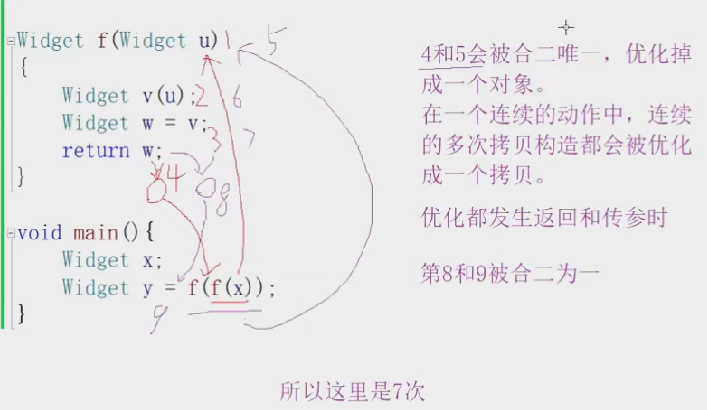 Widget f(Widget u) 1 5
{
Widget v(u); 2 6
Widget w = v; 3 7
return w;
4 8
}
void main(){
Widget x;
Widget y = f(f(x));
9
}
4和5会被合二唯一，优化掉
成一个对象。
在一个连续的动作中，连续
的多次拷贝构造都会被优化
成一个拷贝。
优化都发生返回和传参时
第8和9被合二为一
所以这里是7次